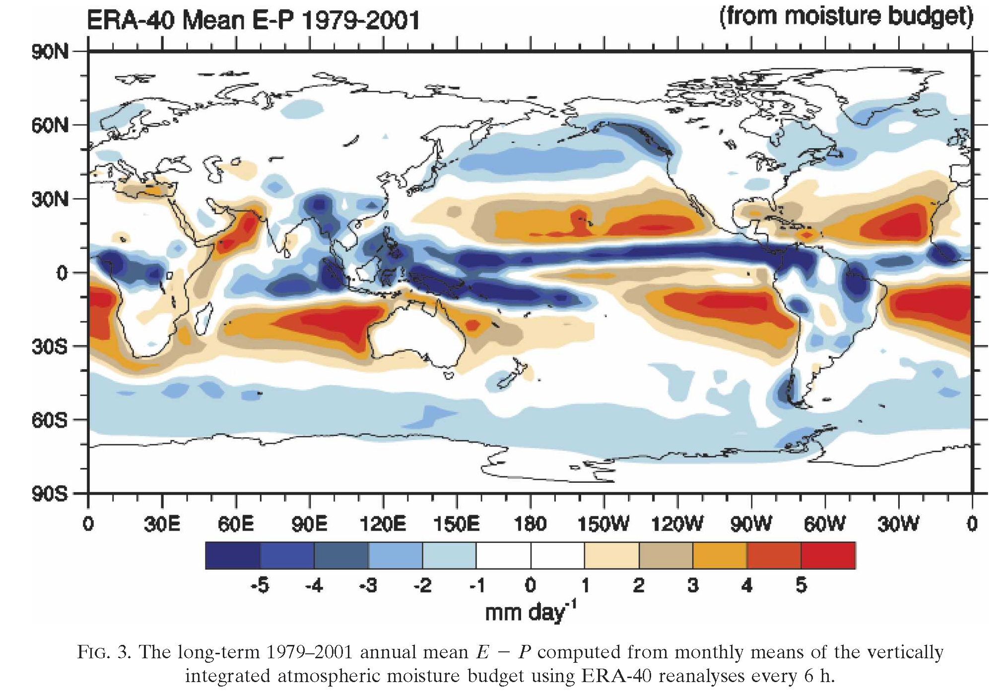 ERA-40 Mean E-P 1979-2001 (from moisture budget)
90N
60N
30N
0
30S
60S
90S
0 30E 60E 90E 120E 150E 180 150W 120W 90W 60W 30W 0
-5 -4 -3 -2 -1 0 1 2 3 4 5
mm day⁻¹
FIG. 3. The long-term 1979–2001 annual mean E − P computed from monthly means of the vertically
integrated atmospheric moisture budget using ERA-40 reanalyses every 6 h.